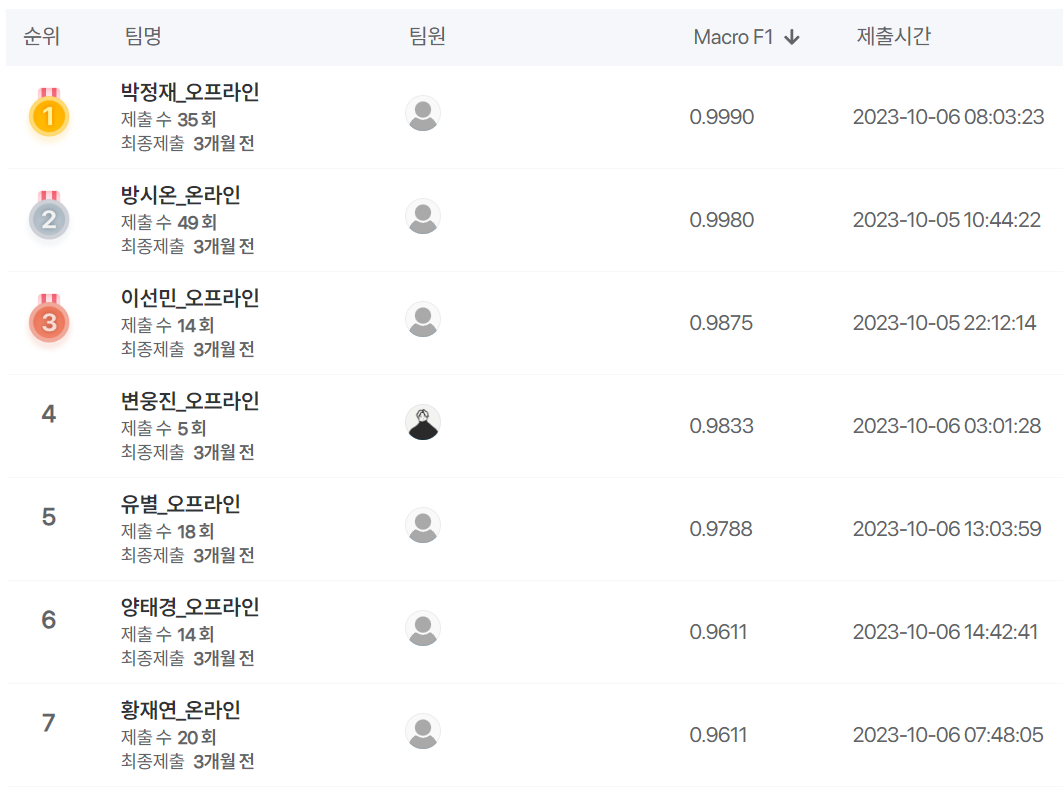 순위 팀명 팀원 Macro F1 ↓ 제출시간
1 박정재_오프라인
제출 수 35 회
최종제출 3개월 전
0.9990 2023-10-06 08:03:23
2 방시온_온라인
제출 수 49 회
최종제출 3개월 전
0.9980 2023-10-05 10:44:22
3 이선민_오프라인
제출 수 14 회
최종제출 3개월 전
0.9875 2023-10-05 22:12:14
4 변웅진_오프라인
제출 수 5 회
최종제출 3개월 전
0.9833 2023-10-06 03:01:28
5 유별_오프라인
제출 수 18 회
최종제출 3개월 전
0.9788 2023-10-06 13:03:59
6 양태경_오프라인
제출 수 14 회
최종제출 3개월 전
0.9611 2023-10-06 14:42:41
7 황재연_온라인
제출 수 20 회
최종제출 3개월 전
0.9611 2023-10-06 07:48:05